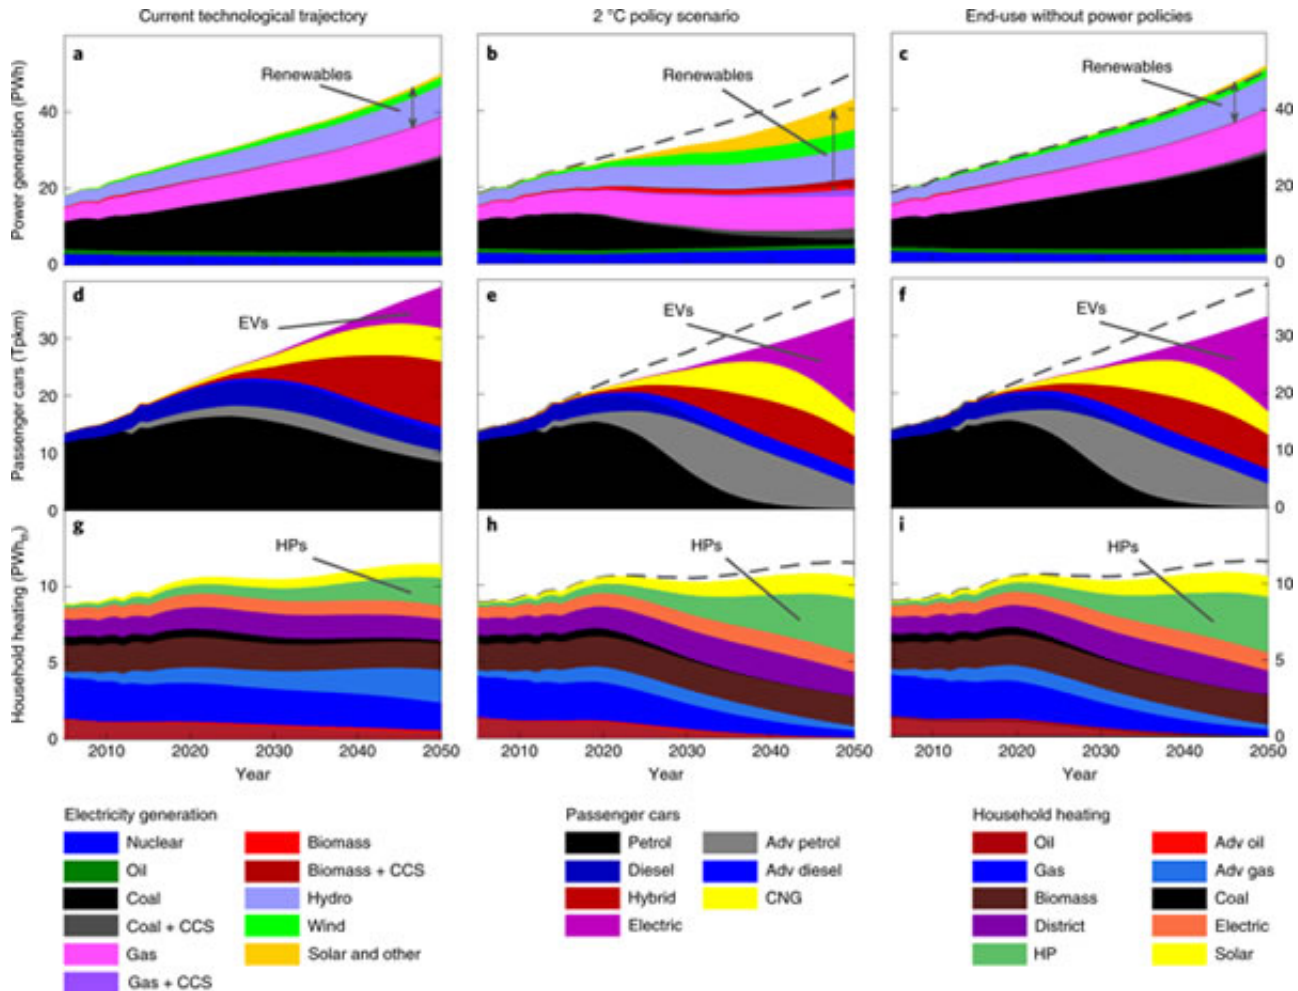 Current technological trajectory
2 °C policy scenario
End-use without power policies
a
Renewables
b
Renewables
c
Renewables
Power generation (PWh)
40
20
0
40
20
0
d
EVs
e
EVs
f
EVs
Passenger cars (Tpkm)
30
20
10
0
30
20
10
0
g
HPs
h
HPs
i
HPs
Household heating (PWhth)
10
5
0
10
5
0
2010 2020 2030 2040 2050
2010 2020 2030 2040 2050
2010 2020 2030 2040 2050
Year
Year
Year
Electricity generation
Nuclear
Oil
Coal
Coal + CCS
Gas
Gas + CCS
Biomass
Biomass + CCS
Hydro
Wind
Solar and other
Passenger cars
Petrol
Diesel
Hybrid
Electric
Adv petrol
Adv diesel
CNG
Household heating
Oil
Gas
Biomass
District
HP
Adv oil
Adv gas
Coal
Electric
Solar